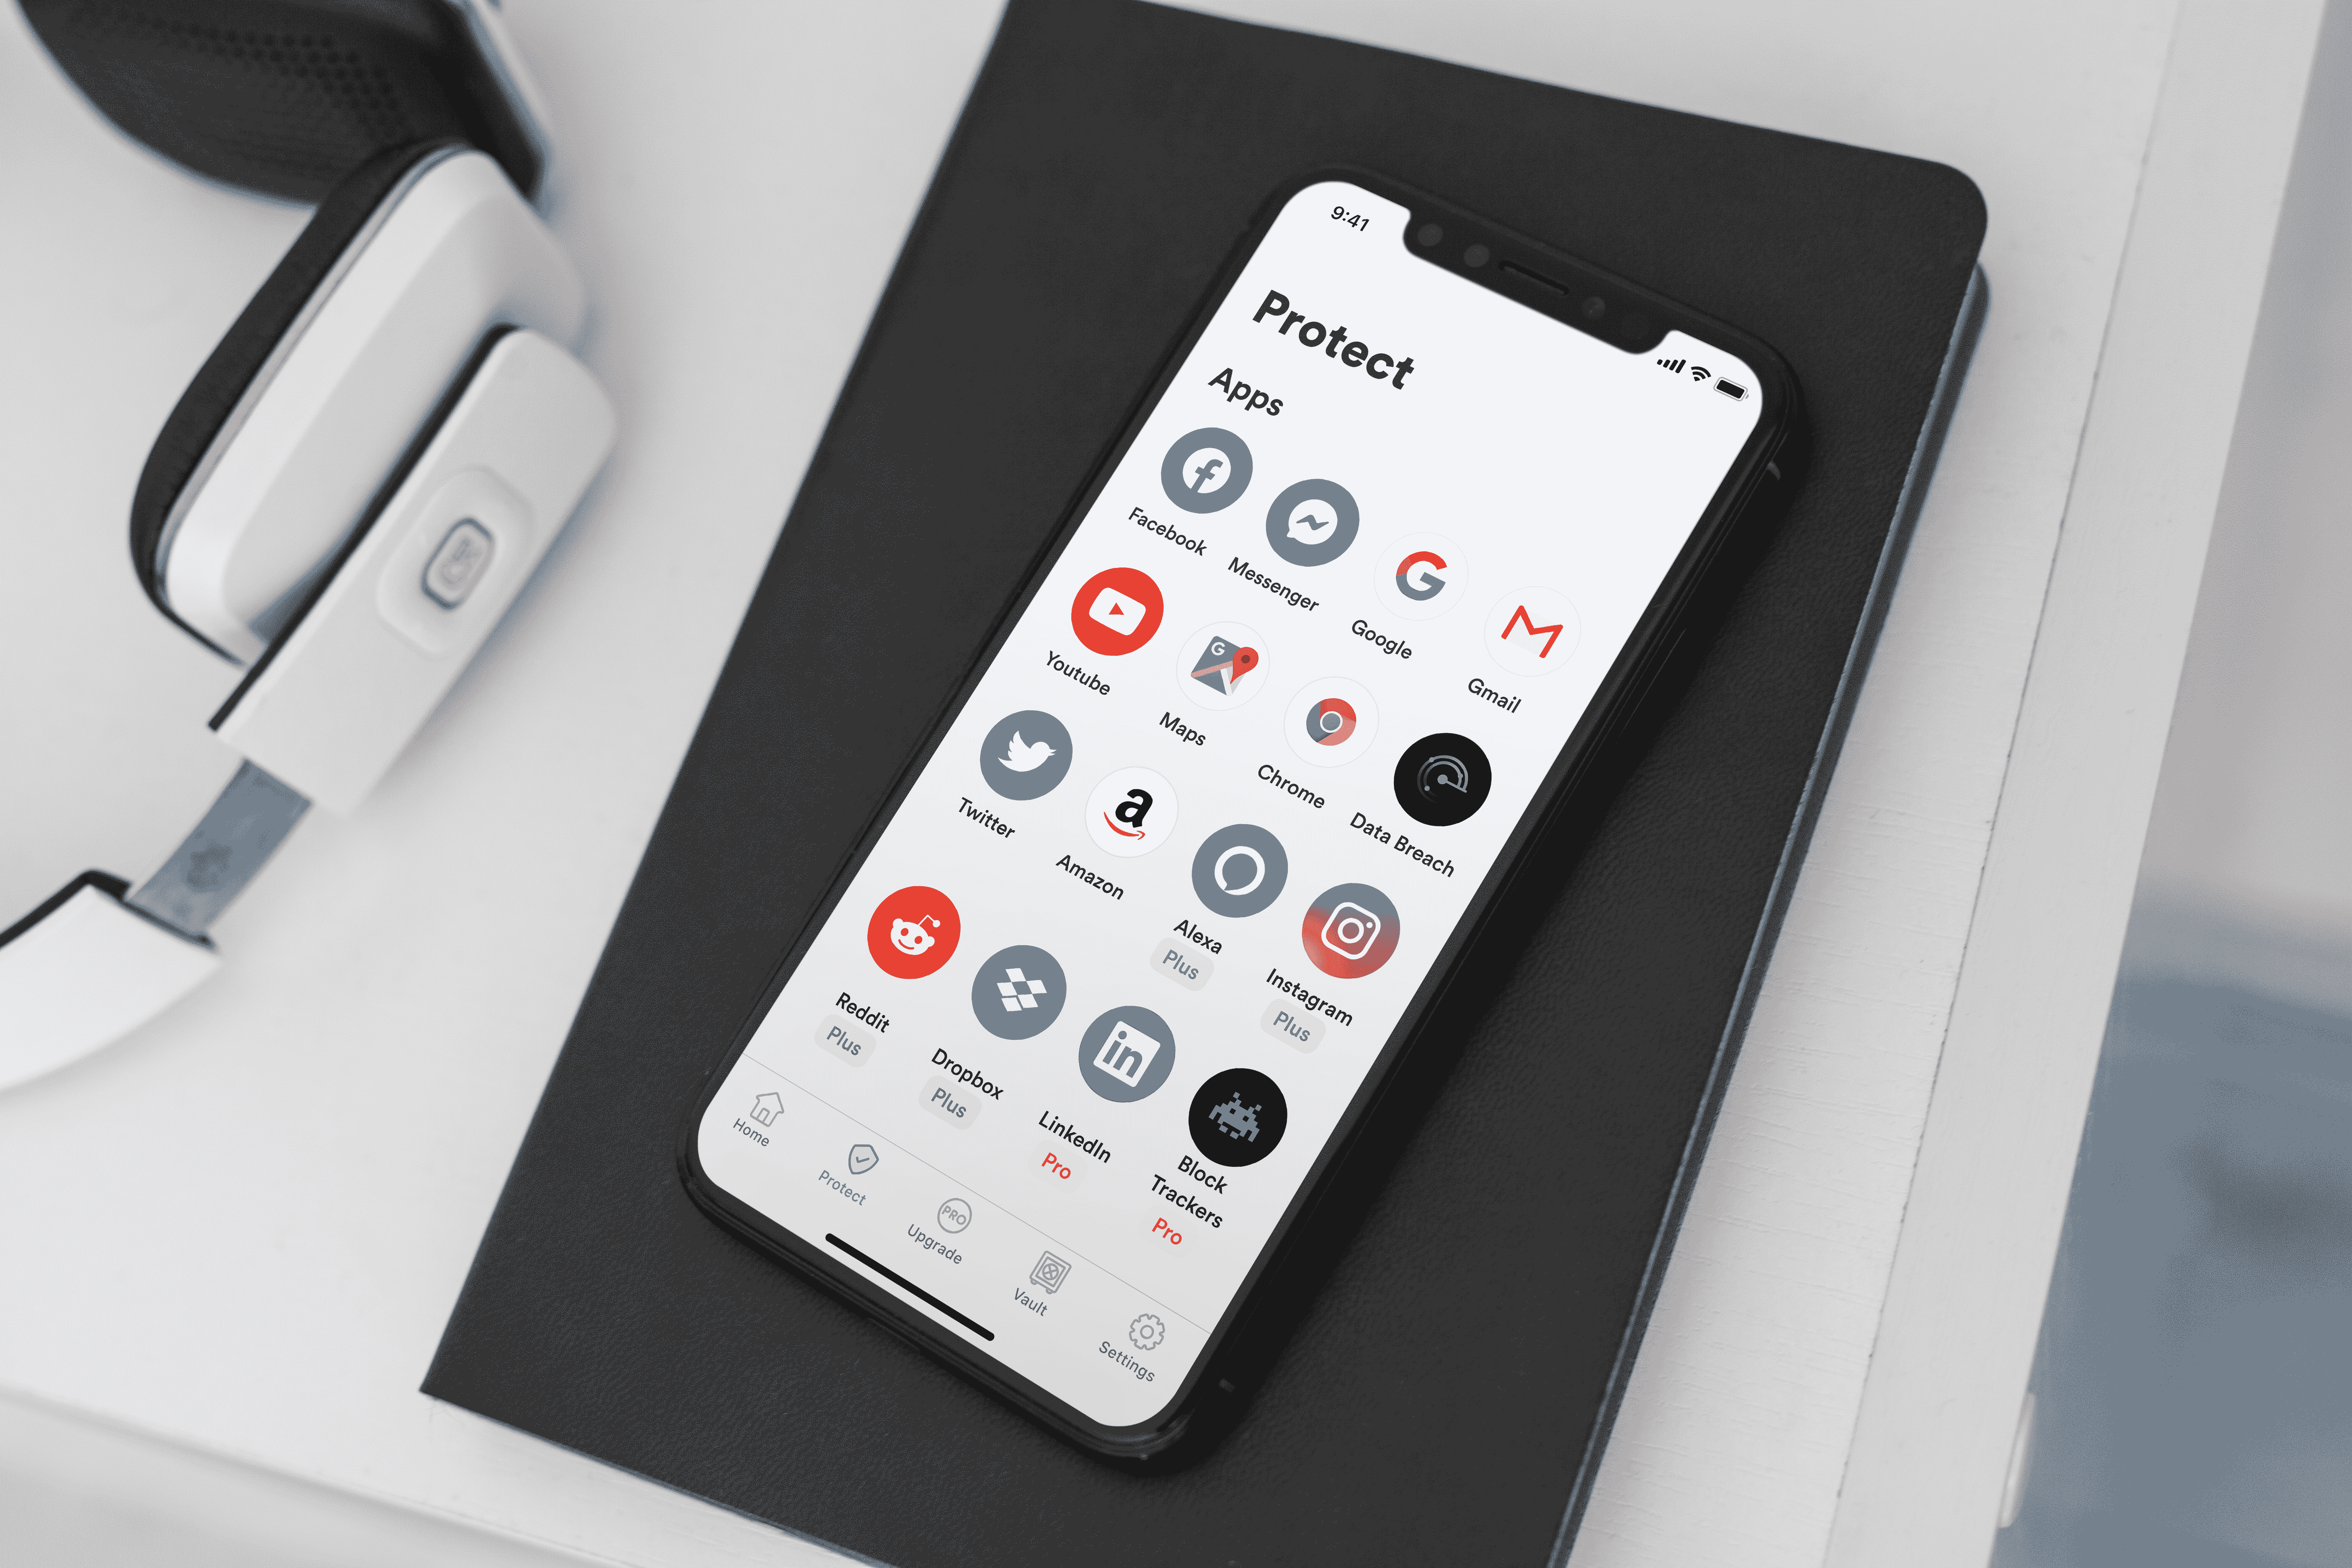 9:41
Protect
Apps
Facebook
Messenger
Google
Gmail
Youtube
Maps
Chrome
Data Breach
Twitter
Amazon
Alexa
Plus
Instagram
Plus
Reddit
Plus
Dropbox
Plus
LinkedIn
Pro
Block
Trackers
Pro
Home
Protect
PRO
Upgrade
Vault
Settings